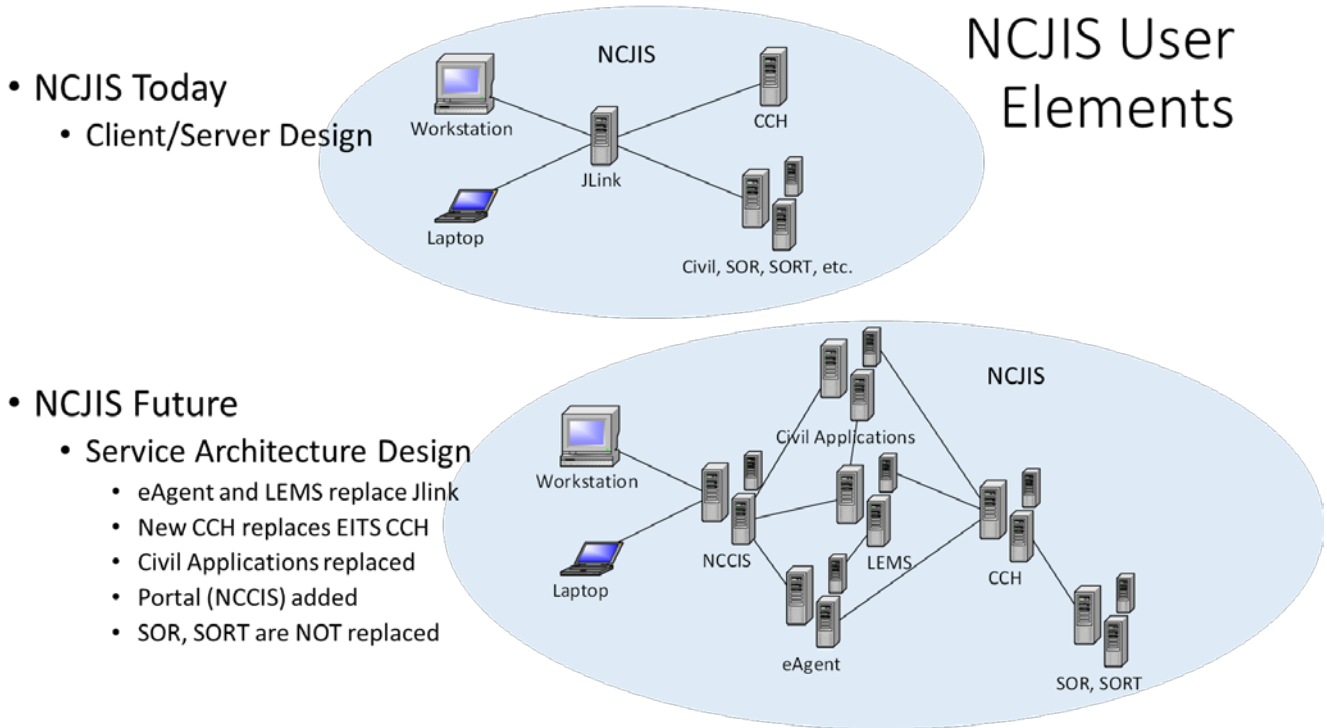 NCJIS User
Elements
• NCJIS Today
• Client/Server Design
NCJIS
Workstation
CCH
JLink
Laptop
Civil, SOR, SORT, etc.
• NCJIS Future
• Service Architecture Design
• eAgent and LEMS replace Jlink
• New CCH replaces EITS CCH
• Civil Applications replaced
• Portal (NCCIS) added
• SOR, SORT are NOT replaced
NCJIS
Civil Applications
Workstation
NCCIS
LEMS
CCH
Laptop
eAgent
SOR, SORT